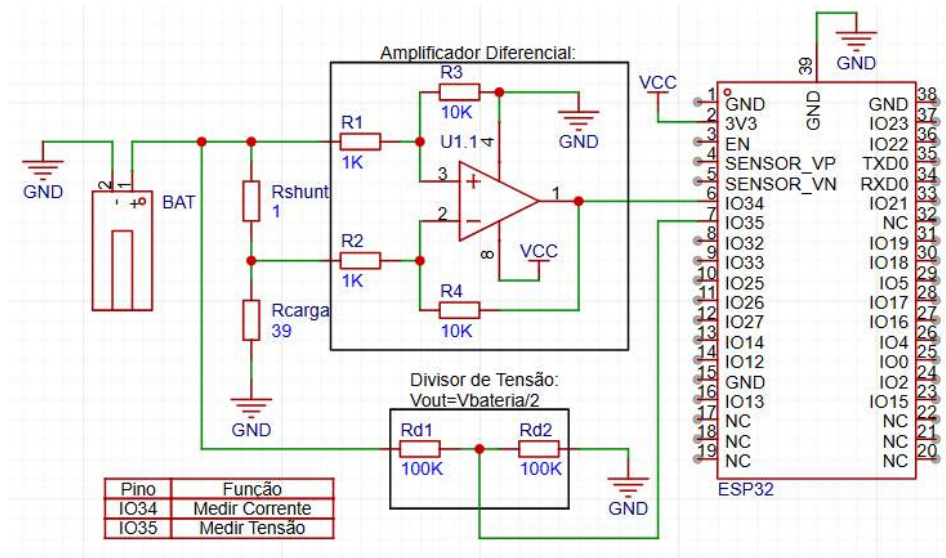 Amplificador Diferencial:
GND
2
-
1
+
BAT
R1
1K
R2
1K
R3
10K
R4
10K
U1.1
3
+
2
-
4
8
1
VCC
GND
Rshunt
1
Rcarga
39
GND
Divisor de Tensão:
Vout=Vbateria/2
Rd1
100K
Rd2
100K
GND
VCC
GND
39
GND
1 GND
2 3V3
3 EN
4 SENSOR_VP
5 SENSOR_VN
6 IO34
7 IO35
8 IO32
9 IO33
10 IO25
11 IO26
12 IO27
13 IO14
14 IO12
15 GND
16 IO13
17 NC
18 NC
19 NC
GND 38
IO23 37
IO22 36
TXD0 35
RXD0 34
IO21 33
NC 32
IO19 31
IO18 30
IO5 29
IO17 28
IO16 27
IO4 26
IO0 25
IO2 24
IO15 23
NC 22
NC 21
NC 20
ESP32
Pino Função
IO34 Medir Corrente
IO35 Medir Tensão